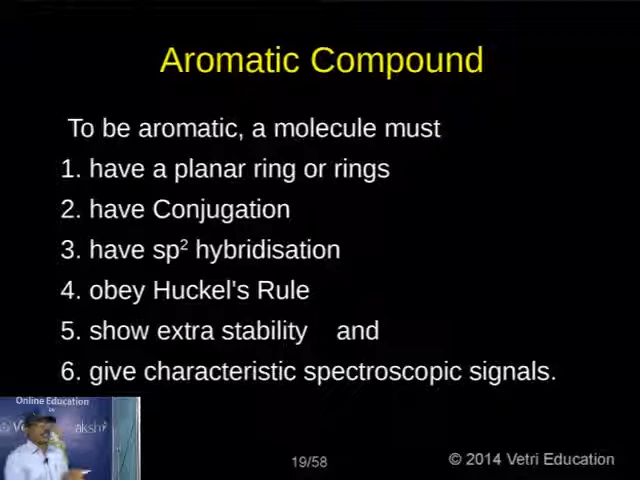 Aromatic Compound
To be aromatic, a molecule must
1. have a planar ring or rings
2. have Conjugation
3. have sp² hybridisation
4. obey Huckel's Rule
5. show extra stability and
6. give characteristic spectroscopic signals.
Online Education
19/58
© 2014 Vetri Education